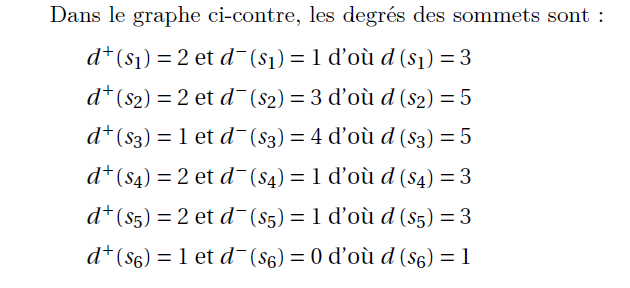 Dans le graphe ci-contre, les degrés des sommets sont :
d⁺(s₁) = 2 et d⁻(s₁) = 1 d’où d (s₁) = 3
d⁺(s₂) = 2 et d⁻(s₂) = 3 d’où d (s₂) = 5
d⁺(s₃) = 1 et d⁻(s₃) = 4 d’où d (s₃) = 5
d⁺(s₄) = 2 et d⁻(s₄) = 1 d’où d (s₄) = 3
d⁺(s₅) = 2 et d⁻(s₅) = 1 d’où d (s₅) = 3
d⁺(s₆) = 1 et d⁻(s₆) = 0 d’où d (s₆) = 1